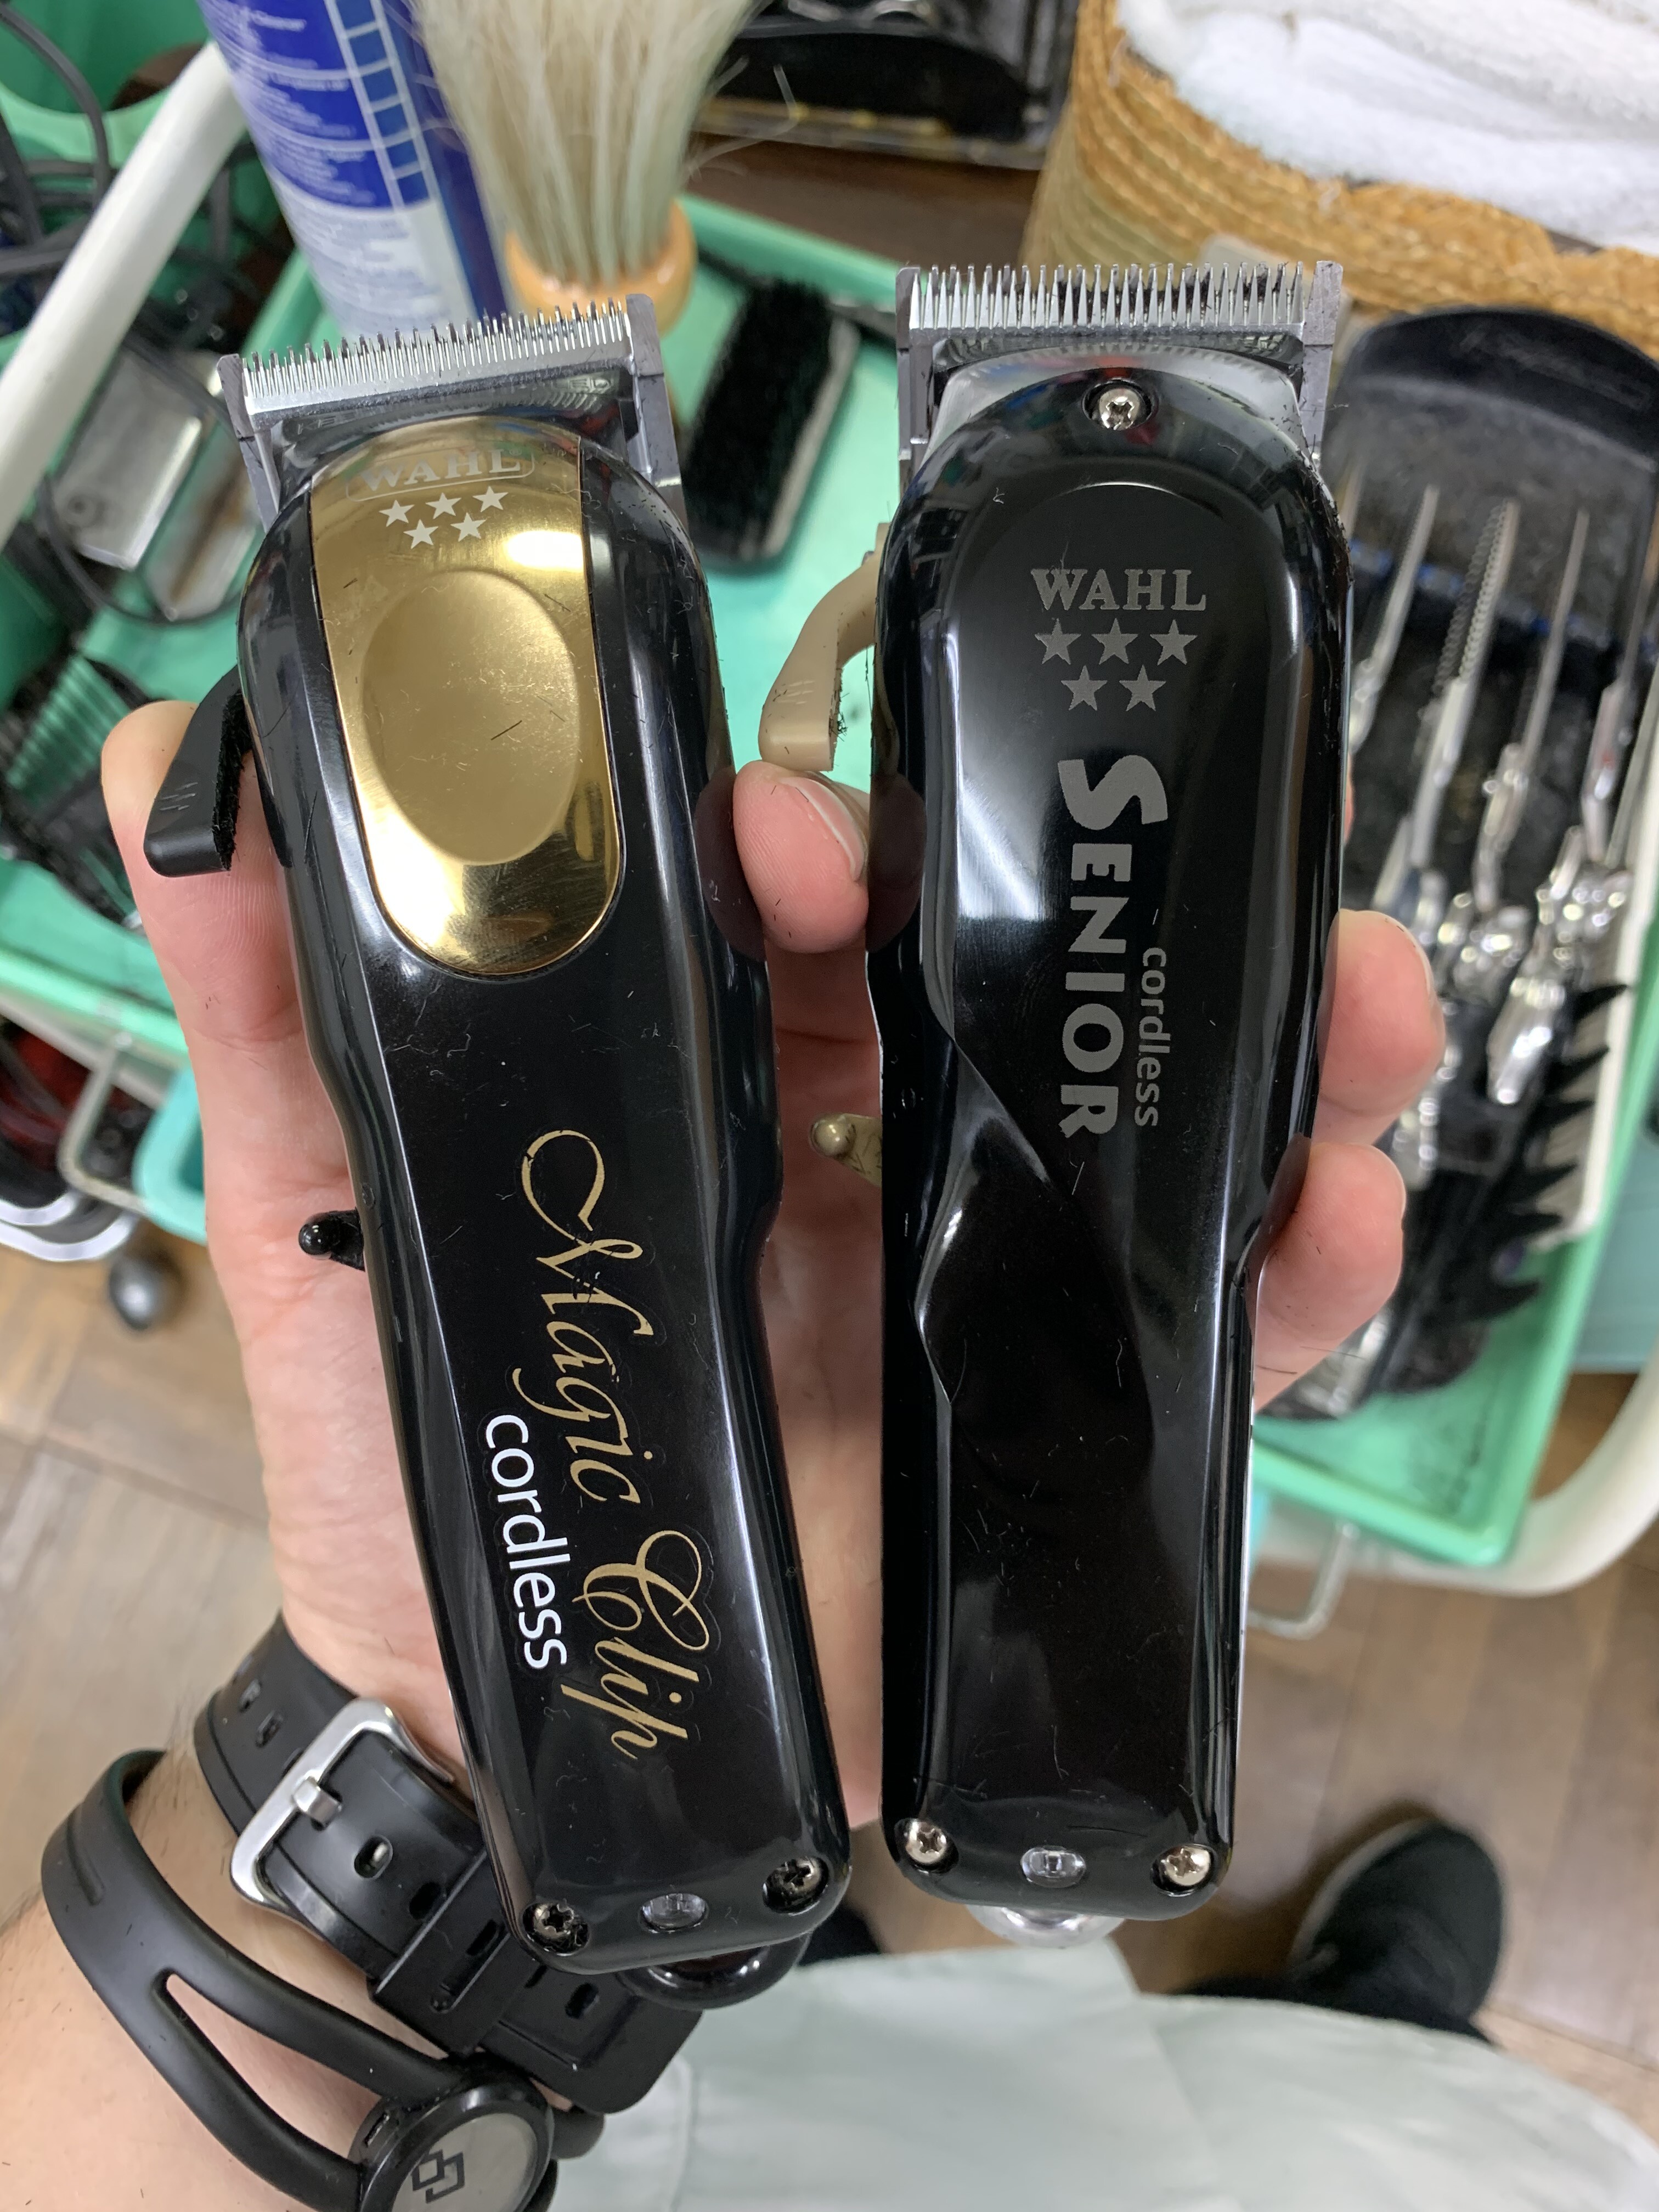 WAHL
Magic Clip
cordless
WAHL
SENIOR
cordless